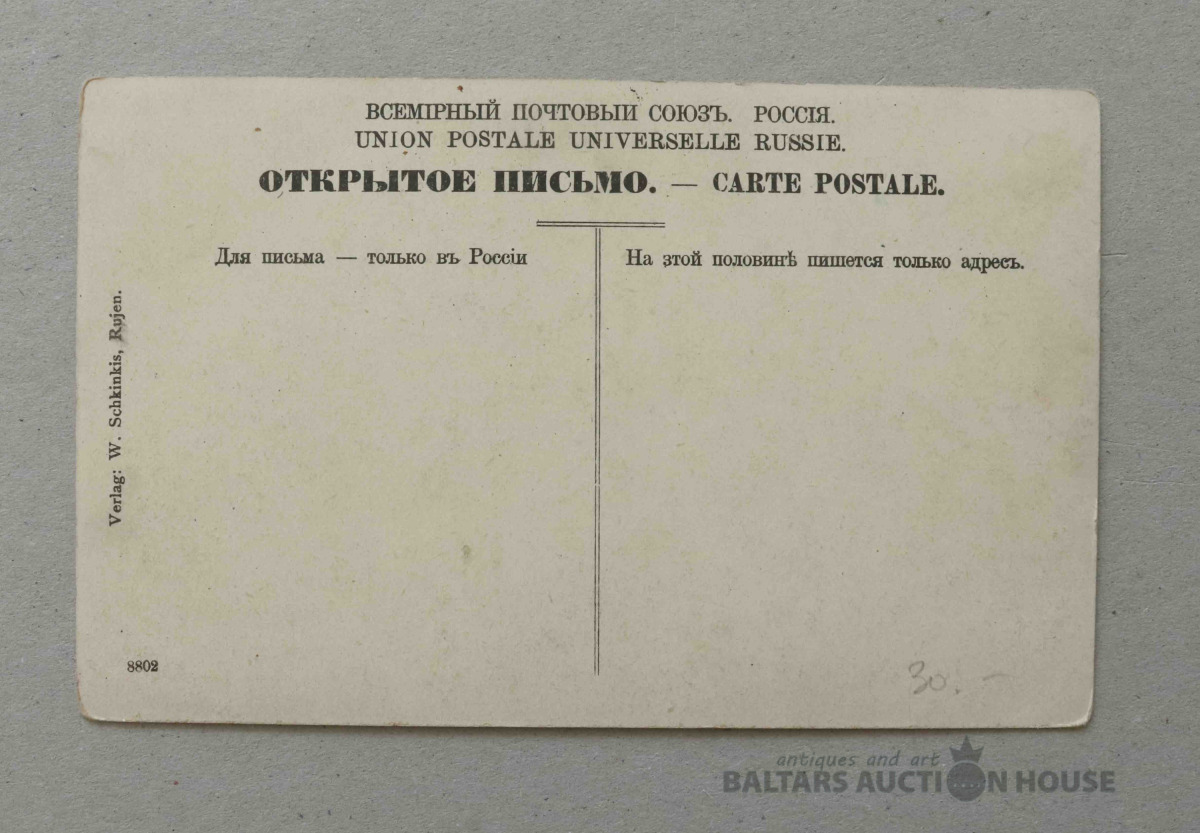 ВСЕМІРНЫЙ ПОЧТОВЫИ СОЮЗЪ. РОССІЯ.
UNION POSTALE UNIVERSELLE RUSSIE.
ОТКРЫТОЕ ПИСЬМО. — CARTE POSTALE.
Для письма — только въ Россіи
На этой половинѣ пишется только адресъ.
Verlag: W. Schkinkis, Rujen.
8802
30. –
antiques and art
BALTARS AUCTION HOUSE